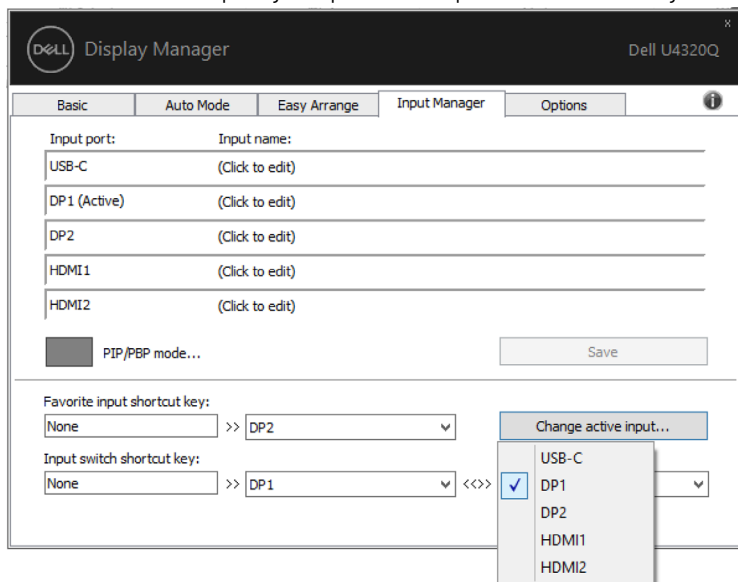 DELL Display Manager
Dell U4320Q
x
Basic Auto Mode Easy Arrange Input Manager Options i
Input port: Input name:
USB-C (Click to edit)
DP1 (Active) (Click to edit)
DP2 (Click to edit)
HDMI1 (Click to edit)
HDMI2 (Click to edit)
PIP/PBP mode... Save
Favorite input shortcut key:
None >> DP2 Change active input...
Input switch shortcut key:
None >> DP1 <<>>
USB-C
DP1
DP2
HDMI1
HDMI2